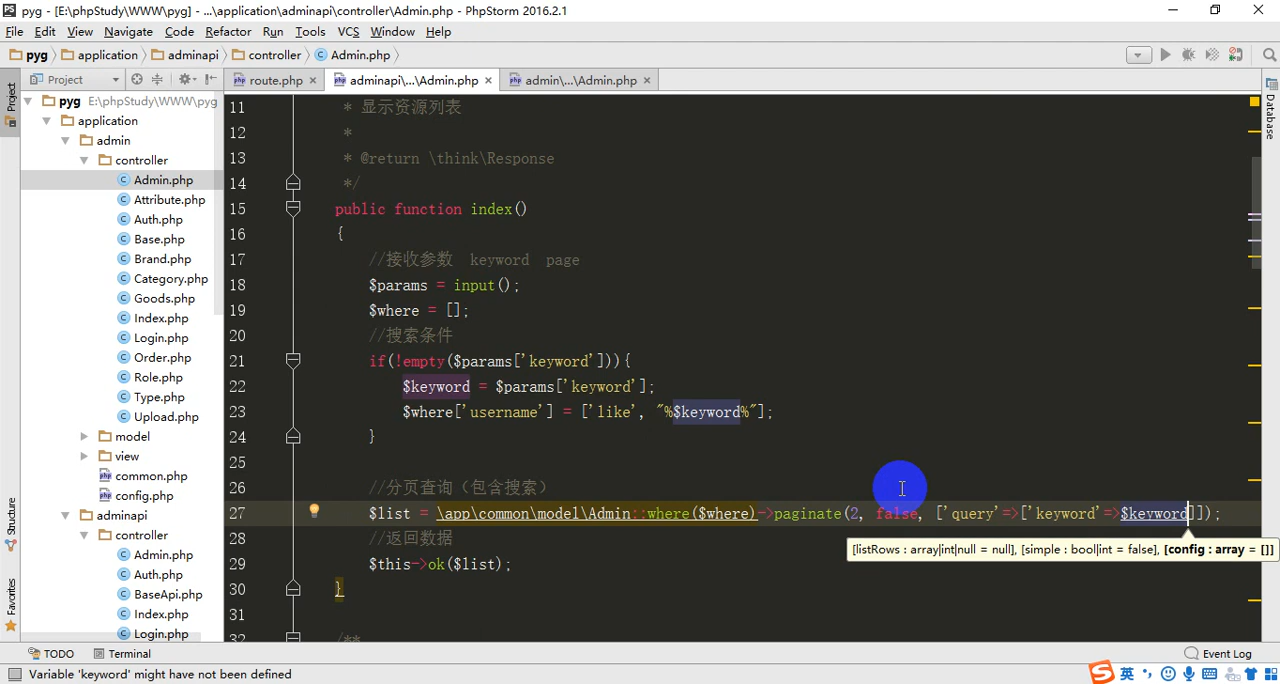 pyg - [E:\phpStudy\WWW\pyg] - ...\application\adminapi\controller\Admin.php - PhpStorm 2016.2.1
File Edit View Navigate Code Refactor Run Tools VCS Window Help
pyg application adminapi controller Admin.php
Project
route.php adminapi\...\Admin.php admin\...\Admin.php
1: Project
pyg E:\phpStudy\WWW\pyg
application
admin
controller
Admin.php
Attribute.php
Auth.php
Base.php
Brand.php
Category.php
Goods.php
Index.php
Login.php
Order.php
Role.php
Type.php
Upload.php
model
view
common.php
config.php
adminapi
controller
Admin.php
Auth.php
BaseApi.php
Index.php
Login.php
Structure
Favorites
Database
11 * 显示资源列表
12 *
13 * @return \think\Response
14 */
15 public function index()
16 {
17 //接收参数 keyword page
18 $params = input();
19 $where = [];
20 //搜索条件
21 if(!empty($params['keyword'])){
22 $keyword = $params['keyword'];
23 $where['username'] = ['like', "%$keyword%"];
24 }
25
26 //分页查询（包含搜索）
27 $list = \app\common\model\Admin::where($where)->paginate(2, false, ['query'=>['keyword'=>$keyword]]);
28 //返回数据
[listRows : array|int|null = null], [simple : bool|int = false], [config : array = []]
29 $this->ok($list);
30 }
31
32 /**
TODO Terminal Event Log
Variable 'keyword' might have not been defined
英